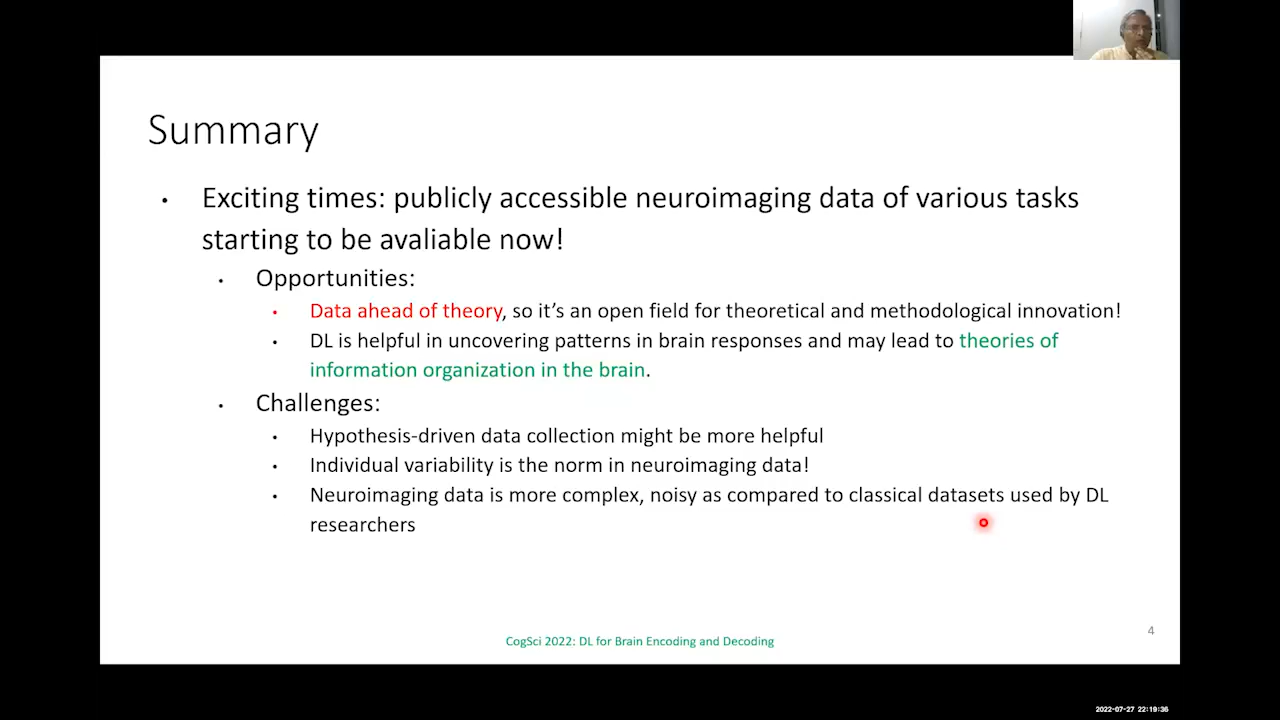 Summary
• Exciting times: publicly accessible neuroimaging data of various tasks
starting to be avaliable now!
• Opportunities:
• Data ahead of theory, so it’s an open field for theoretical and methodological innovation!
• DL is helpful in uncovering patterns in brain responses and may lead to theories of
information organization in the brain.
• Challenges:
• Hypothesis-driven data collection might be more helpful
• Individual variability is the norm in neuroimaging data!
• Neuroimaging data is more complex, noisy as compared to classical datasets used by DL
researchers
4
CogSci 2022: DL for Brain Encoding and Decoding
2022-07-27 22:19:36